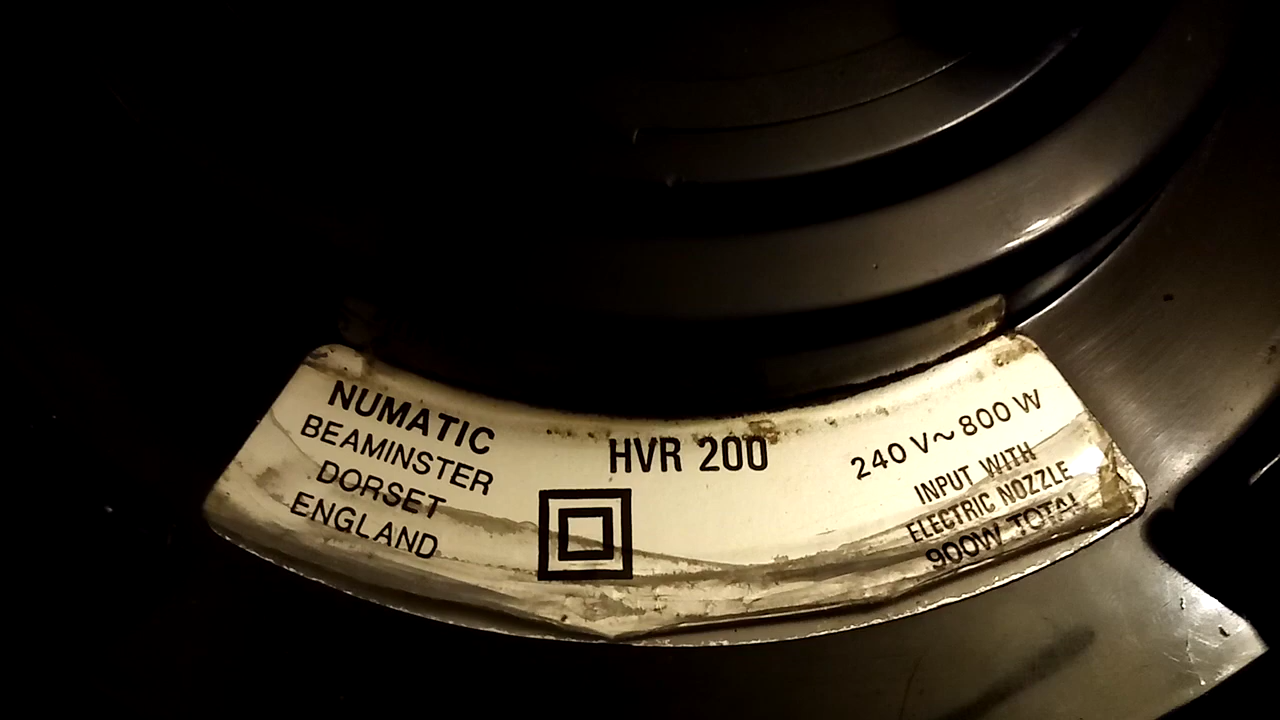 NUMATIC
BEAMINSTER
DORSET
ENGLAND
HVR 200
240 V~ 800 W
INPUT WITH
ELECTRIC NOZZLE
900W TOTAL